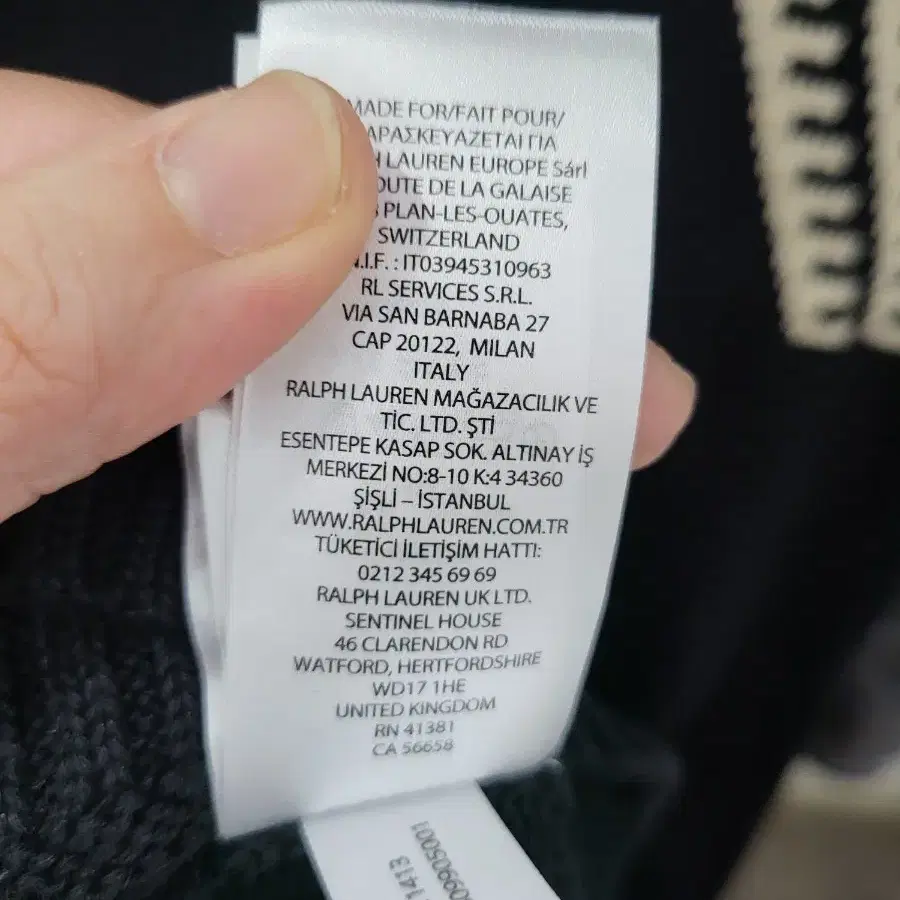 MADE FOR/FAIT POUR/
ΠΑΡΑΣΚΕΥΑΖΕΤΑΙ ΓΙΑ
LAUREN EUROPE Sárl
DE LA GALAISE
PLAN-LES-OUATES,
SWITZERLAND
N.I.F. : IT03945310963
RL SERVICES S.R.L.
VIA SAN BARNABA 27
CAP 20122, MILAN
ITALY
RALPH LAUREN MAĞAZACILIK VE
TİC. LTD. ŞTİ
ESENTEPE KASAP SOK. ALTINAY İŞ
MERKEZİ NO:8-10 K:4 34360
ŞİŞLİ – İSTANBUL
WWW.RALPHLAUREN.COM.TR
TÜKETİCİ İLETİŞİM HATTI:
0212 345 69 69
RALPH LAUREN UK LTD.
SENTINEL HOUSE
46 CLARENDON RD
WATFORD, HERTFORDSHIRE
WD17 1HE
UNITED KINGDOM
RN 41381
CA 56658